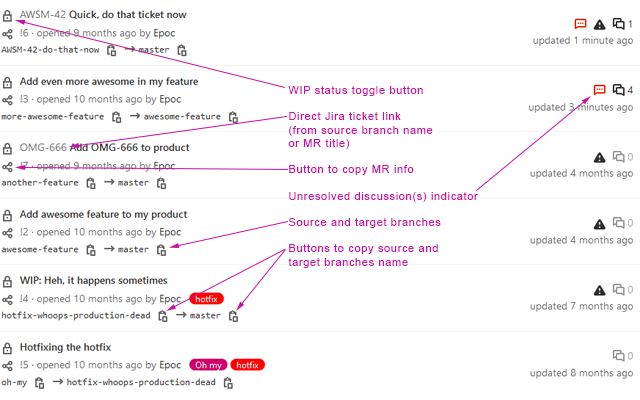 AWSM-42 Quick, do that ticket now
!6 · opened 9 months ago by Epoc
1
AWSM-42-do-that-now → master
updated 1 minute ago
Add even more awesome in my feature
WIP status toggle button
4
!3 · opened 10 months ago by Epoc
updated 3 minutes ago
more-awesome-feature → awesome-feature
Direct Jira ticket link
(from source branch name
or MR title)
OMG-666 Add OMG-666 to product
0
!7 · opened 9 months ago by Epoc
Button to copy MR info
updated 4 months ago
another-feature → master
Unresolved discussion(s) indicator
Add awesome feature to my product
Source and target branches
0
!2 · opened 10 months ago by Epoc
updated 4 months ago
awesome-feature → master
Buttons to copy source and
target branches name
WIP: Heh, it happens sometimes
0
!4 · opened 10 months ago by Epoc hotfix
updated 7 months ago
hotfix-whoops-production-dead → master
Hotfixing the hotfix
0
!5 · opened 10 months ago by Epoc Oh my hotfix
updated 8 months ago
oh-my → hotfix-whoops-production-dead